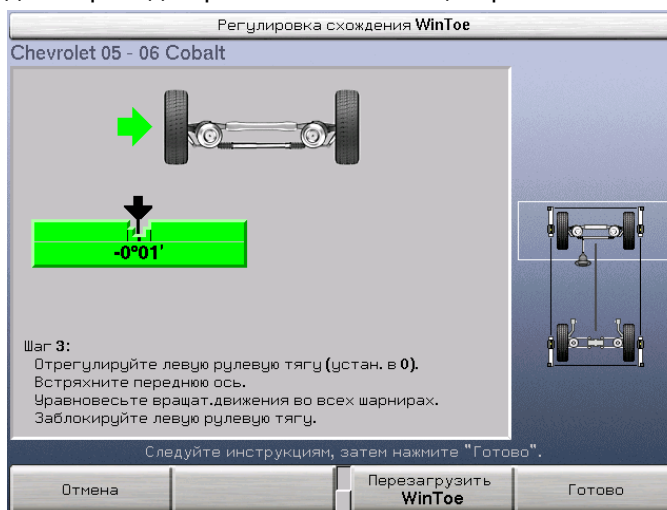 Регулировка схождения WinToe
Chevrolet 05 - 06 Cobalt
-0°01'
Шаг 3:
Отрегулируйте левую рулевую тягу (устан. в 0).
Встряхните переднюю ось.
Уравновесьте вращат.движения во всех шарнирах.
Заблокируйте левую рулевую тягу.
Следуйте инструкциям, затем нажмите "Готово".
Отмена
Перезагрузить
WinToe
Готово